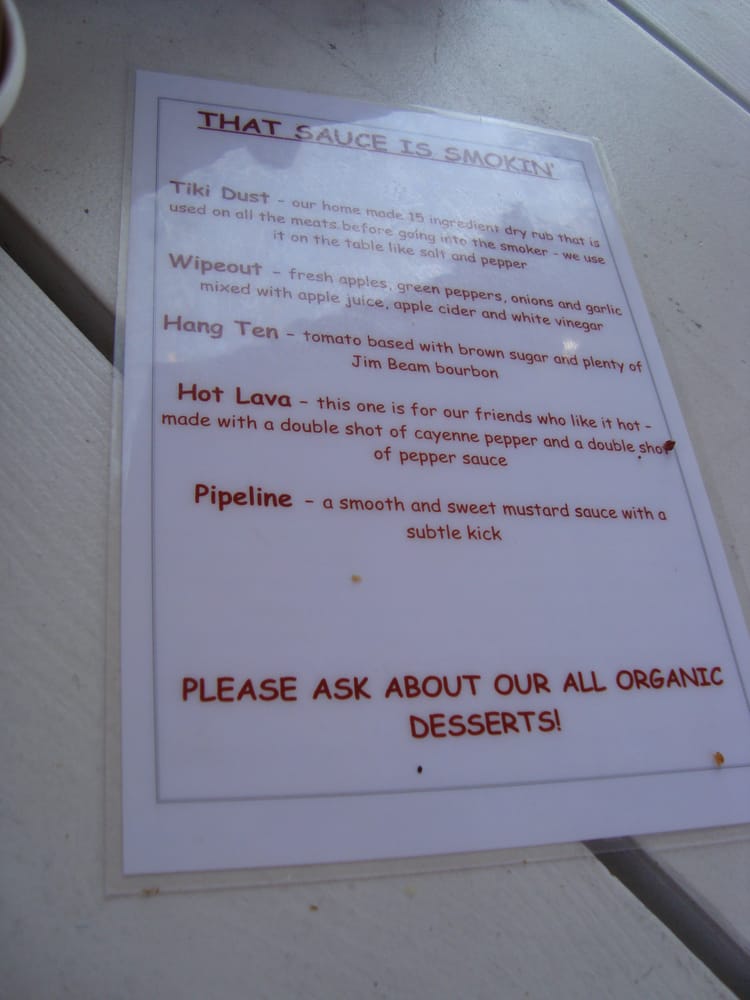 THAT SAUCE IS SMOKIN'
Tiki Dust - our home made 15 ingredient dry rub that is
used on all the meats before going into the smoker - we use
it on the table like salt and pepper
Wipeout - fresh apples, green peppers, onions and garlic
mixed with apple juice, apple cider and white vinegar
Hang Ten - tomato based with brown sugar and plenty of
Jim Beam bourbon
Hot Lava - this one is for our friends who like it hot -
made with a double shot of cayenne pepper and a double shot
of pepper sauce
Pipeline - a smooth and sweet mustard sauce with a
subtle kick
PLEASE ASK ABOUT OUR ALL ORGANIC
DESSERTS!